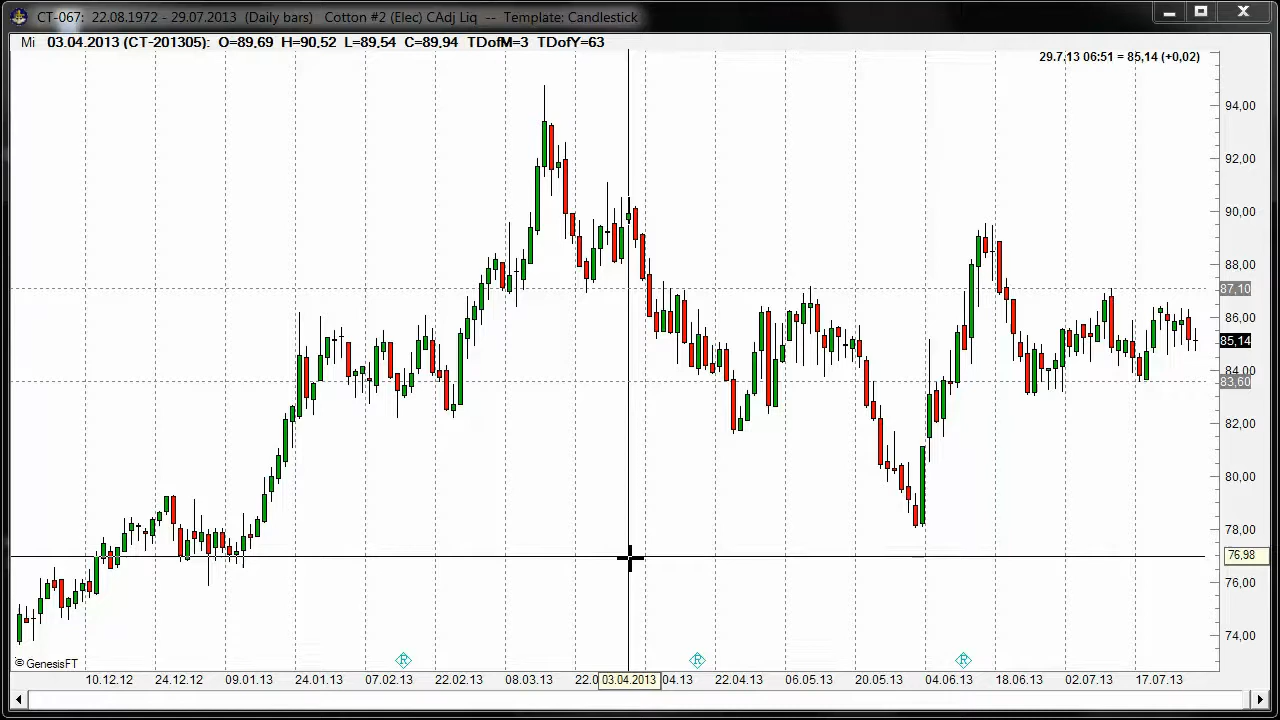 CT-067: 22.08.1972 - 29.07.2013 (Daily bars) Cotton #2 (Elec) CAdj Liq -- Template: Candlestick
Mi 03.04.2013 (CT-201305): O=89,69 H=90,52 L=89,54 C=89,94 TDofM=3 TDofY=63
29.7.13 06:51 = 85,14 (+0,02)
94,00
92,00
90,00
88,00
87,10
86,00
85,14
84,00
83,60
82,00
80,00
78,00
76.98
76,00
74,00
© GenesisFT
R R R
10.12.12 24.12.12 09.01.13 24.01.13 07.02.13 22.02.13 08.03.13 22.0 03.04.2013 04.13 22.04.13 06.05.13 20.05.13 04.06.13 18.06.13 02.07.13 17.07.13